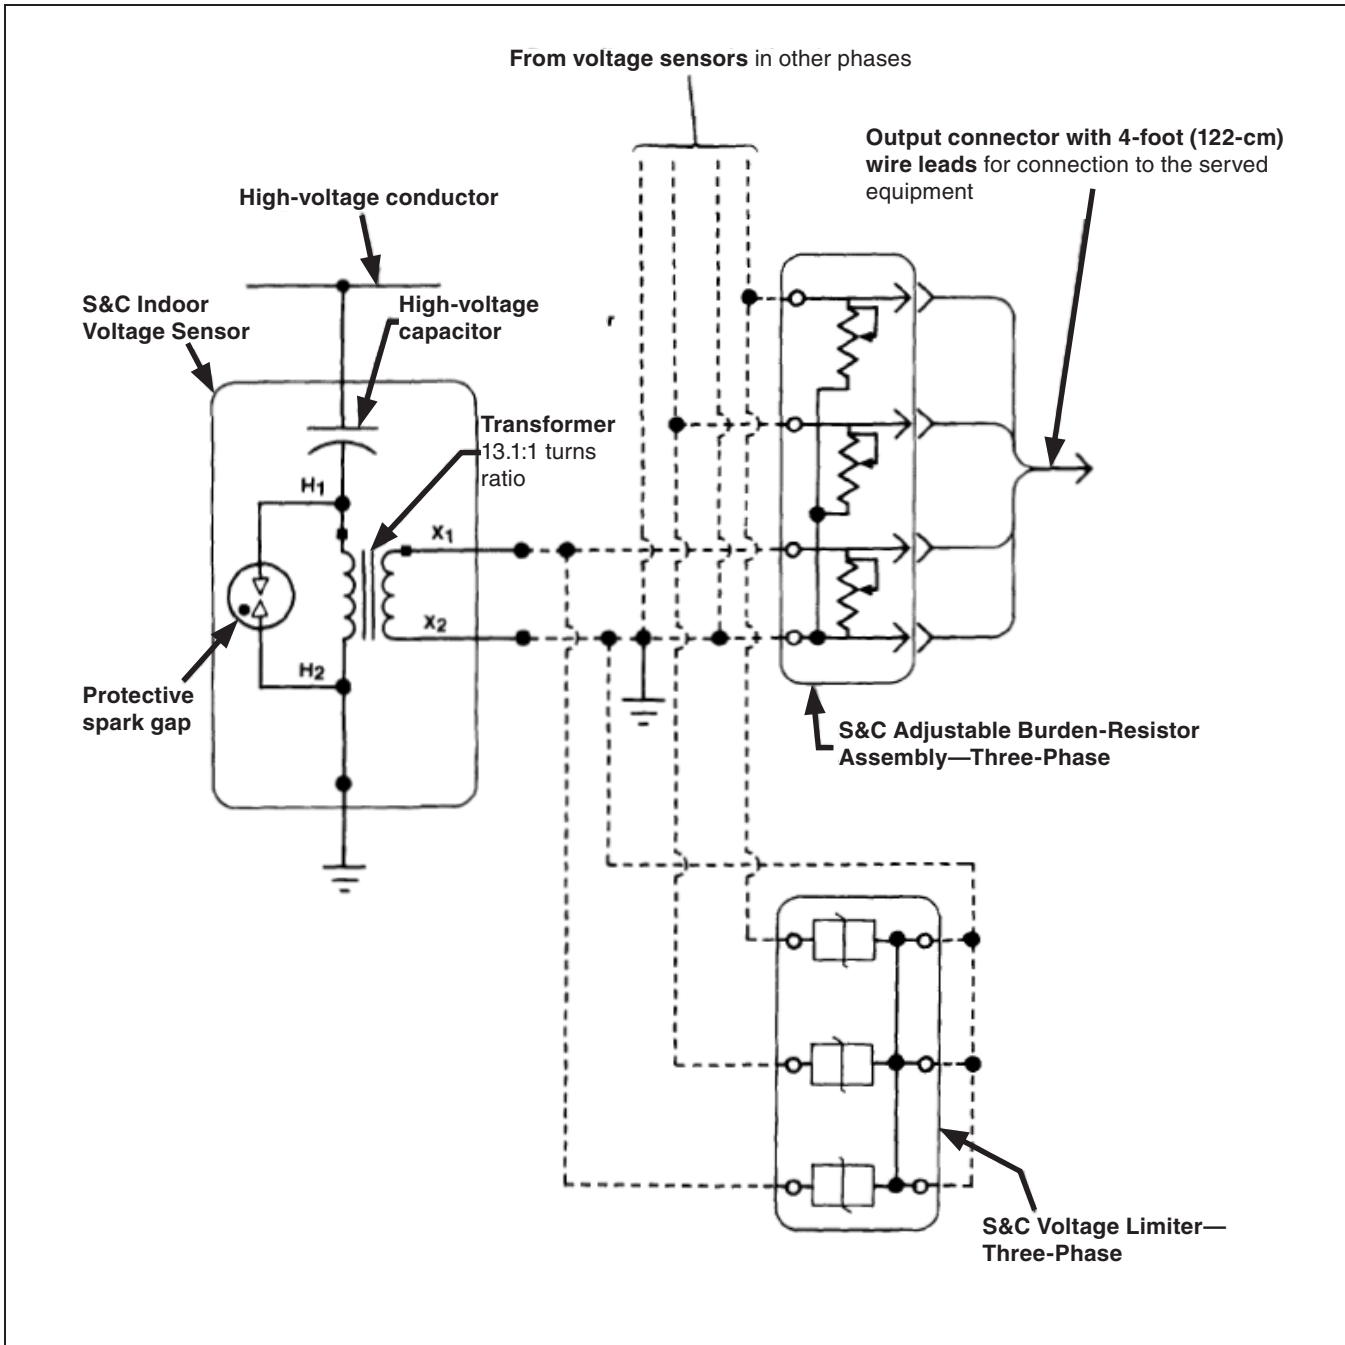 From voltage sensors in other phases
Output connector with 4-foot (122-cm)
wire leads for connection to the served
equipment
High-voltage conductor
S&C Indoor
Voltage Sensor
High-voltage
capacitor
r
Transformer
13.1:1 turns
ratio
H1
X1
X2
H2
Protective
spark gap
S&C Adjustable Burden-Resistor
Assembly—Three-Phase
S&C Voltage Limiter—
Three-Phase